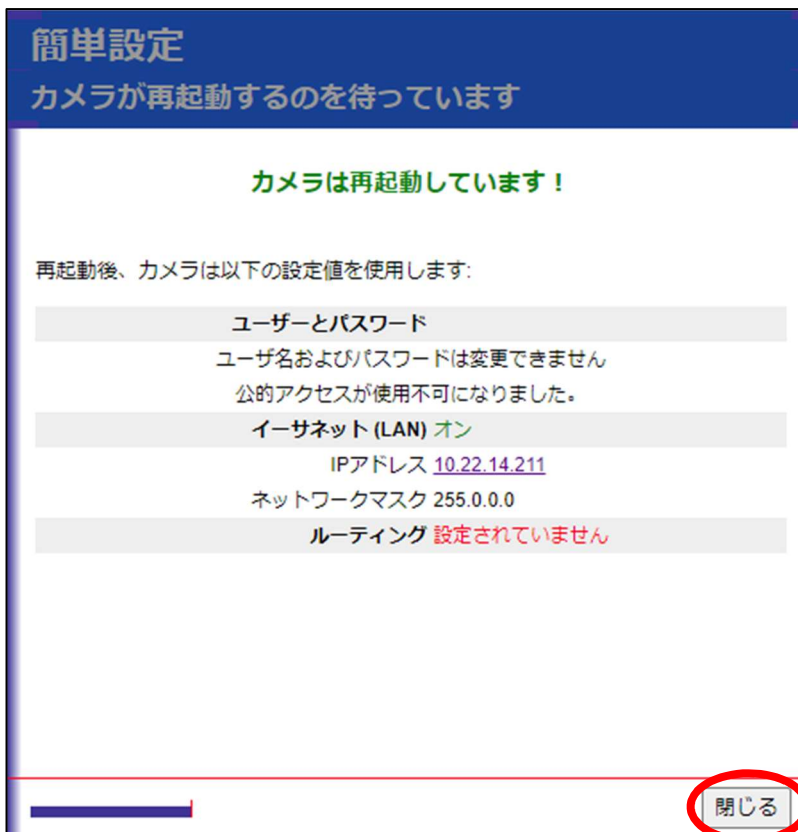 簡単設定
カメラが再起動するのを待っています
カメラは再起動しています！
再起動後、カメラは以下の設定値を使用します:
ユーザーとパスワード
ユーザ名およびパスワードは変更できません
公的アクセスが使用不可になりました。
イーサネット (LAN) オン
IPアドレス 10.22.14.211
ネットワークマスク 255.0.0.0
ルーティング 設定されていません
閉じる